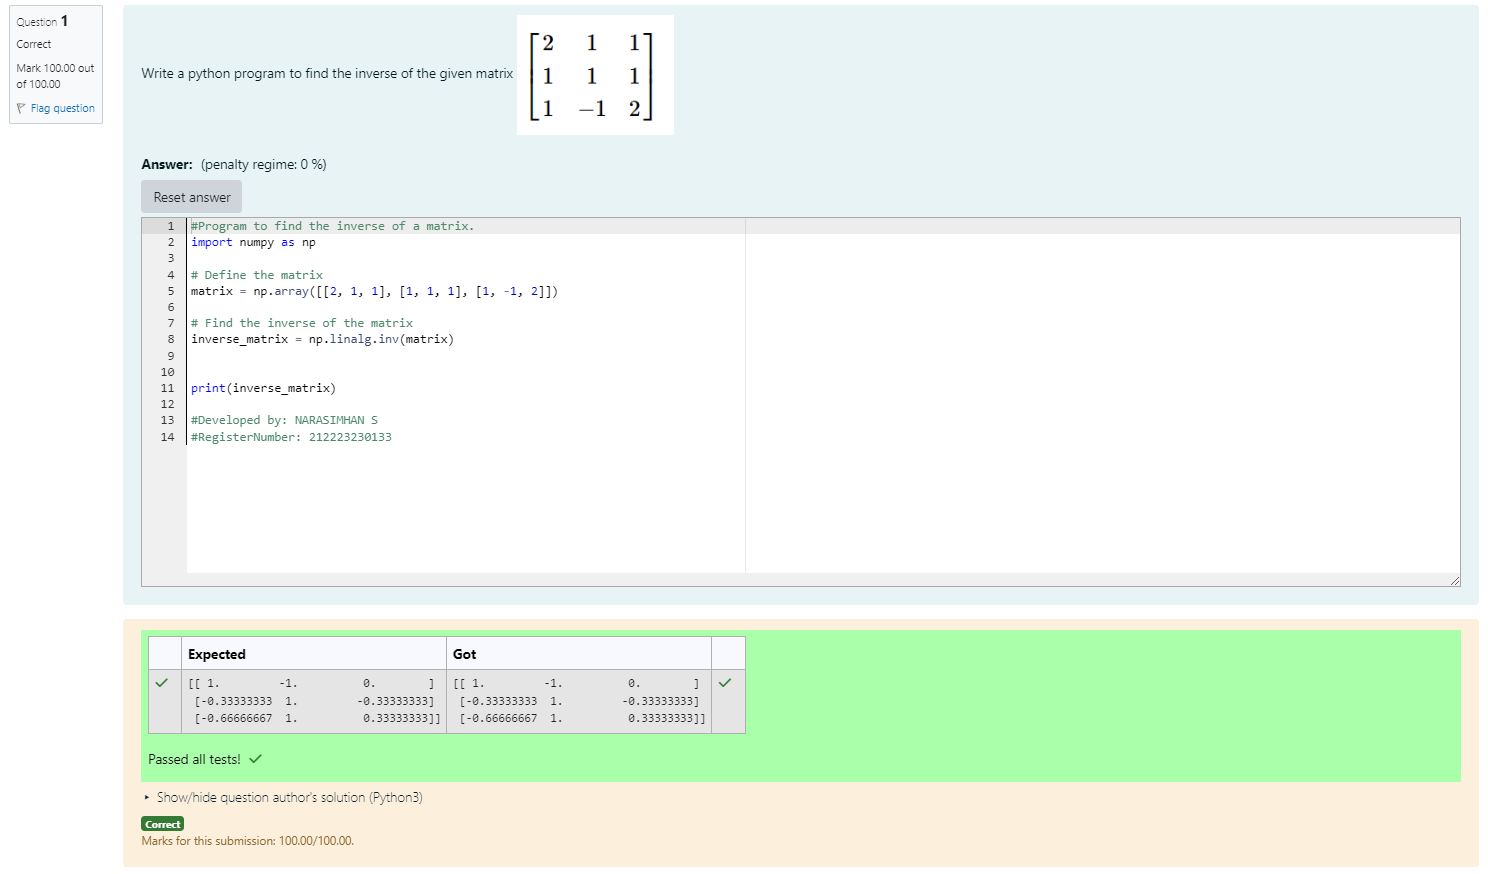 Question 1
Correct
Mark 100.00 out
of 100.00
Flag question
Write a python program to find the inverse of the given matrix
2 1 1
1 1 1
1 −1 2
Answer: (penalty regime: 0 %)
Reset answer
1 #Program to find the inverse of a matrix.
2 import numpy as np
3
4 # Define the matrix
5 matrix = np.array([[2, 1, 1], [1, 1, 1], [1, -1, 2]])
6
7 # Find the inverse of the matrix
8 inverse_matrix = np.linalg.inv(matrix)
9
10
11 print(inverse_matrix)
12
13 #Developed by: NARASIMHAN S
14 #RegisterNumber: 212223230133
Expected Got
[[ 1. -1. 0. ] [[ 1. -1. 0. ]
[-0.33333333 1. -0.33333333] [-0.33333333 1. -0.33333333]
[-0.66666667 1. 0.33333333]] [-0.66666667 1. 0.33333333]]
Passed all tests!
Show/hide question author's solution (Python3)
Correct
Marks for this submission: 100.00/100.00.